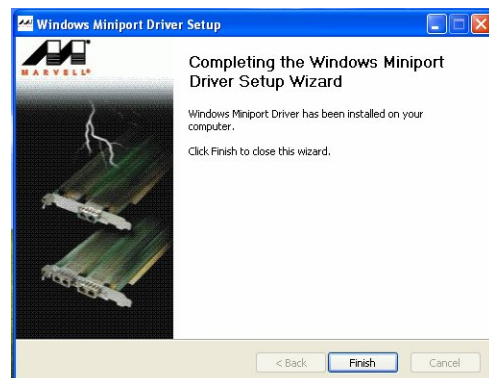 Windows Miniport Driver Setup
MARVELL®
Completing the Windows Miniport
Driver Setup Wizard
Windows Miniport Driver has been installed on your
computer.
Click Finish to close this wizard.
< Back
Finish
Cancel